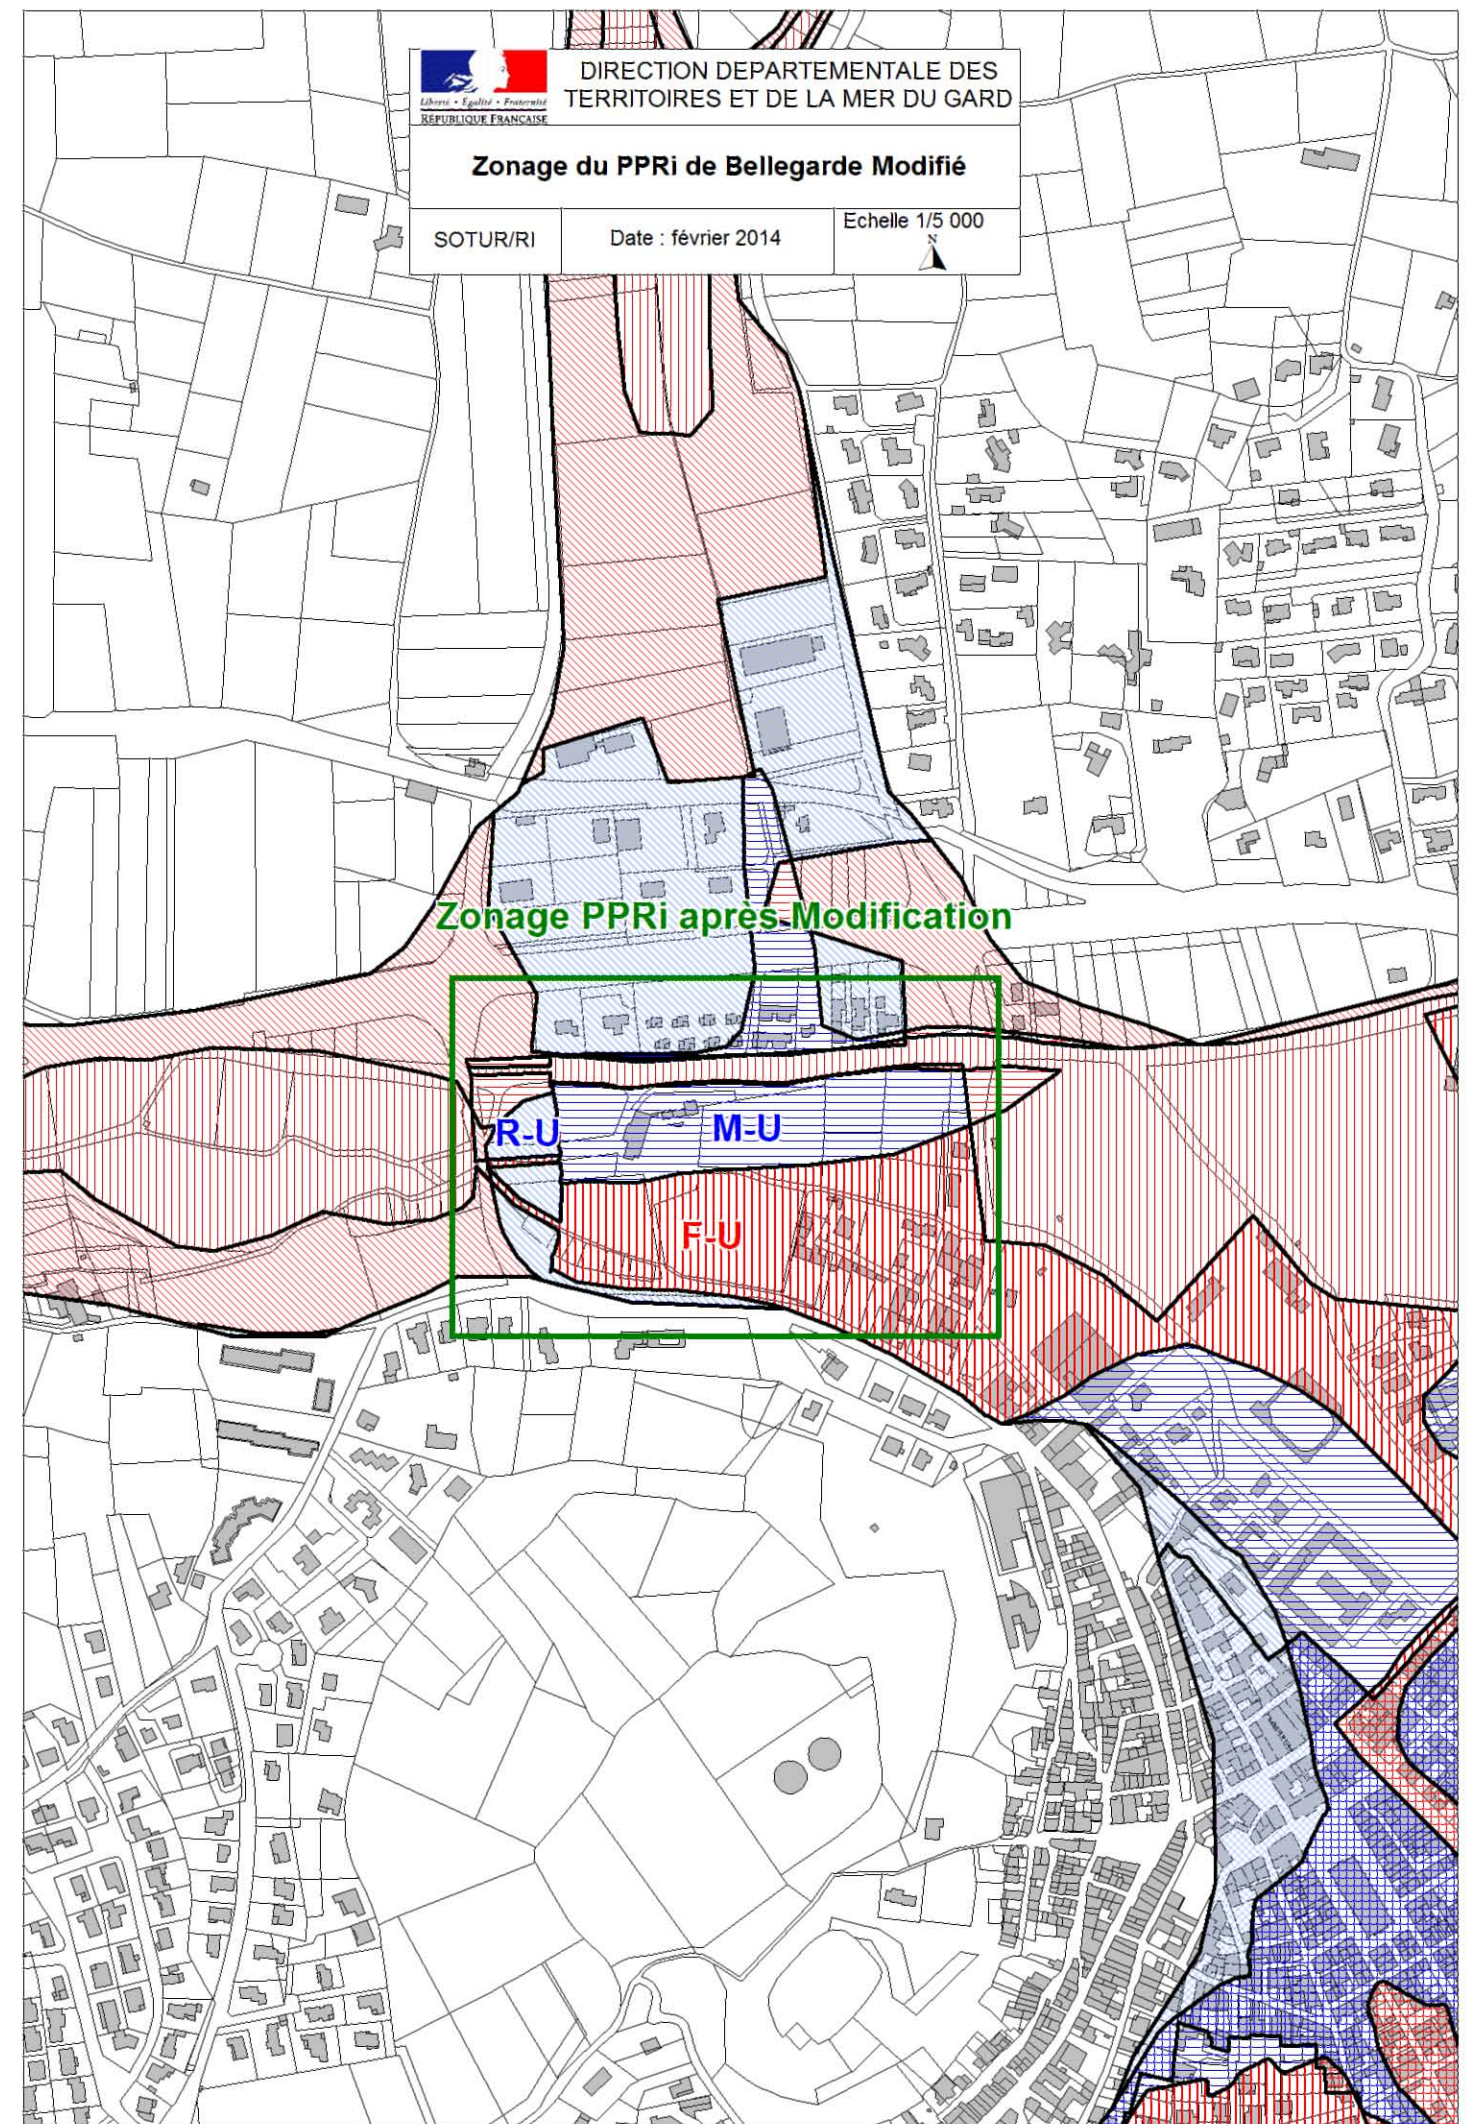 DIRECTION DEPARTEMENTALE DES
TERRITOIRES ET DE LA MER DU GARD
Liberté • Egalité • Fraternité
RÉPUBLIQUE FRANÇAISE
Zonage du PPRi de Bellegarde Modifié
SOTUR/RI
Date : février 2014
Echelle 1/5 000
N
Zonage PPRi après Modification
R-U
M-U
F-U